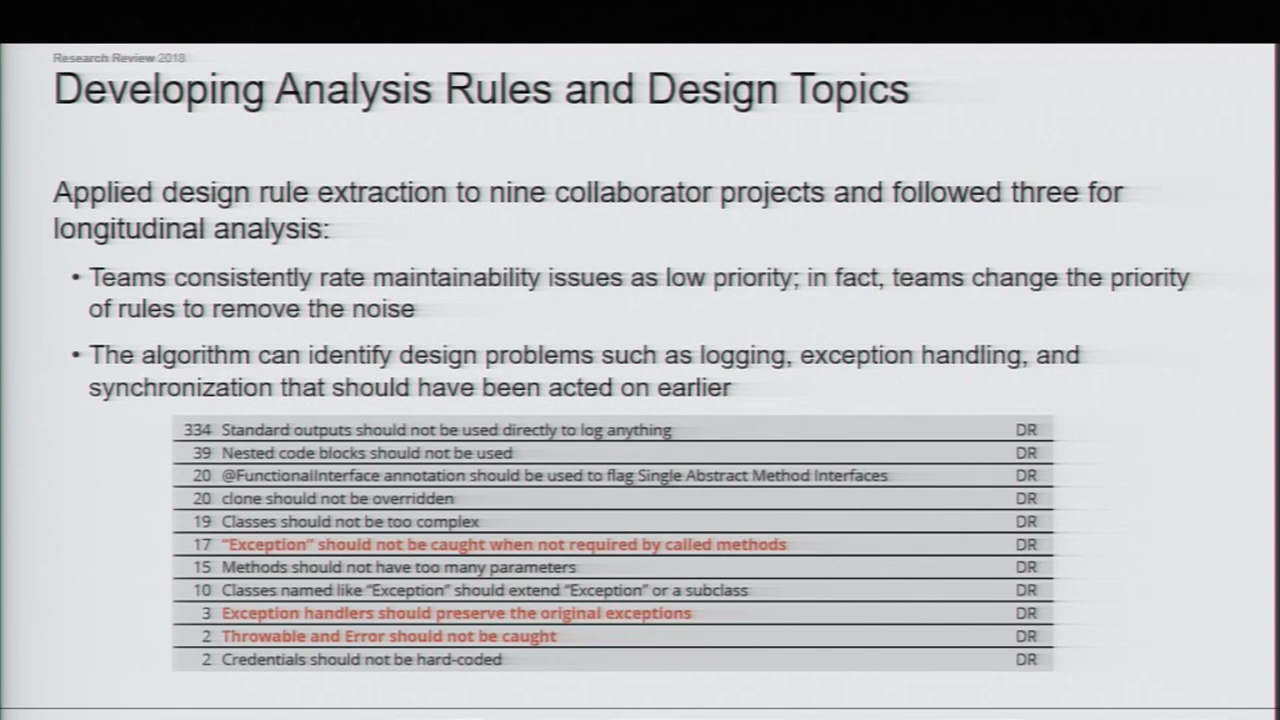 Research Review 2018
Developing Analysis Rules and Design Topics
Applied design rule extraction to nine collaborator projects and followed three for
longitudinal analysis:
• Teams consistently rate maintainability issues as low priority; in fact, teams change the priority
of rules to remove the noise
• The algorithm can identify design problems such as logging, exception handling, and
synchronization that should have been acted on earlier
334 Standard outputs should not be used directly to log anything DR
39 Nested code blocks should not be used DR
20 @FunctionalInterface annotation should be used to flag Single Abstract Method Interfaces DR
20 clone should not be overridden DR
19 Classes should not be too complex DR
17 “Exception” should not be caught when not required by called methods DR
15 Methods should not have too many parameters DR
10 Classes named like “Exception” should extend “Exception” or a subclass DR
3 Exception handlers should preserve the original exceptions DR
2 Throwable and Error should not be caught DR
2 Credentials should not be hard-coded DR